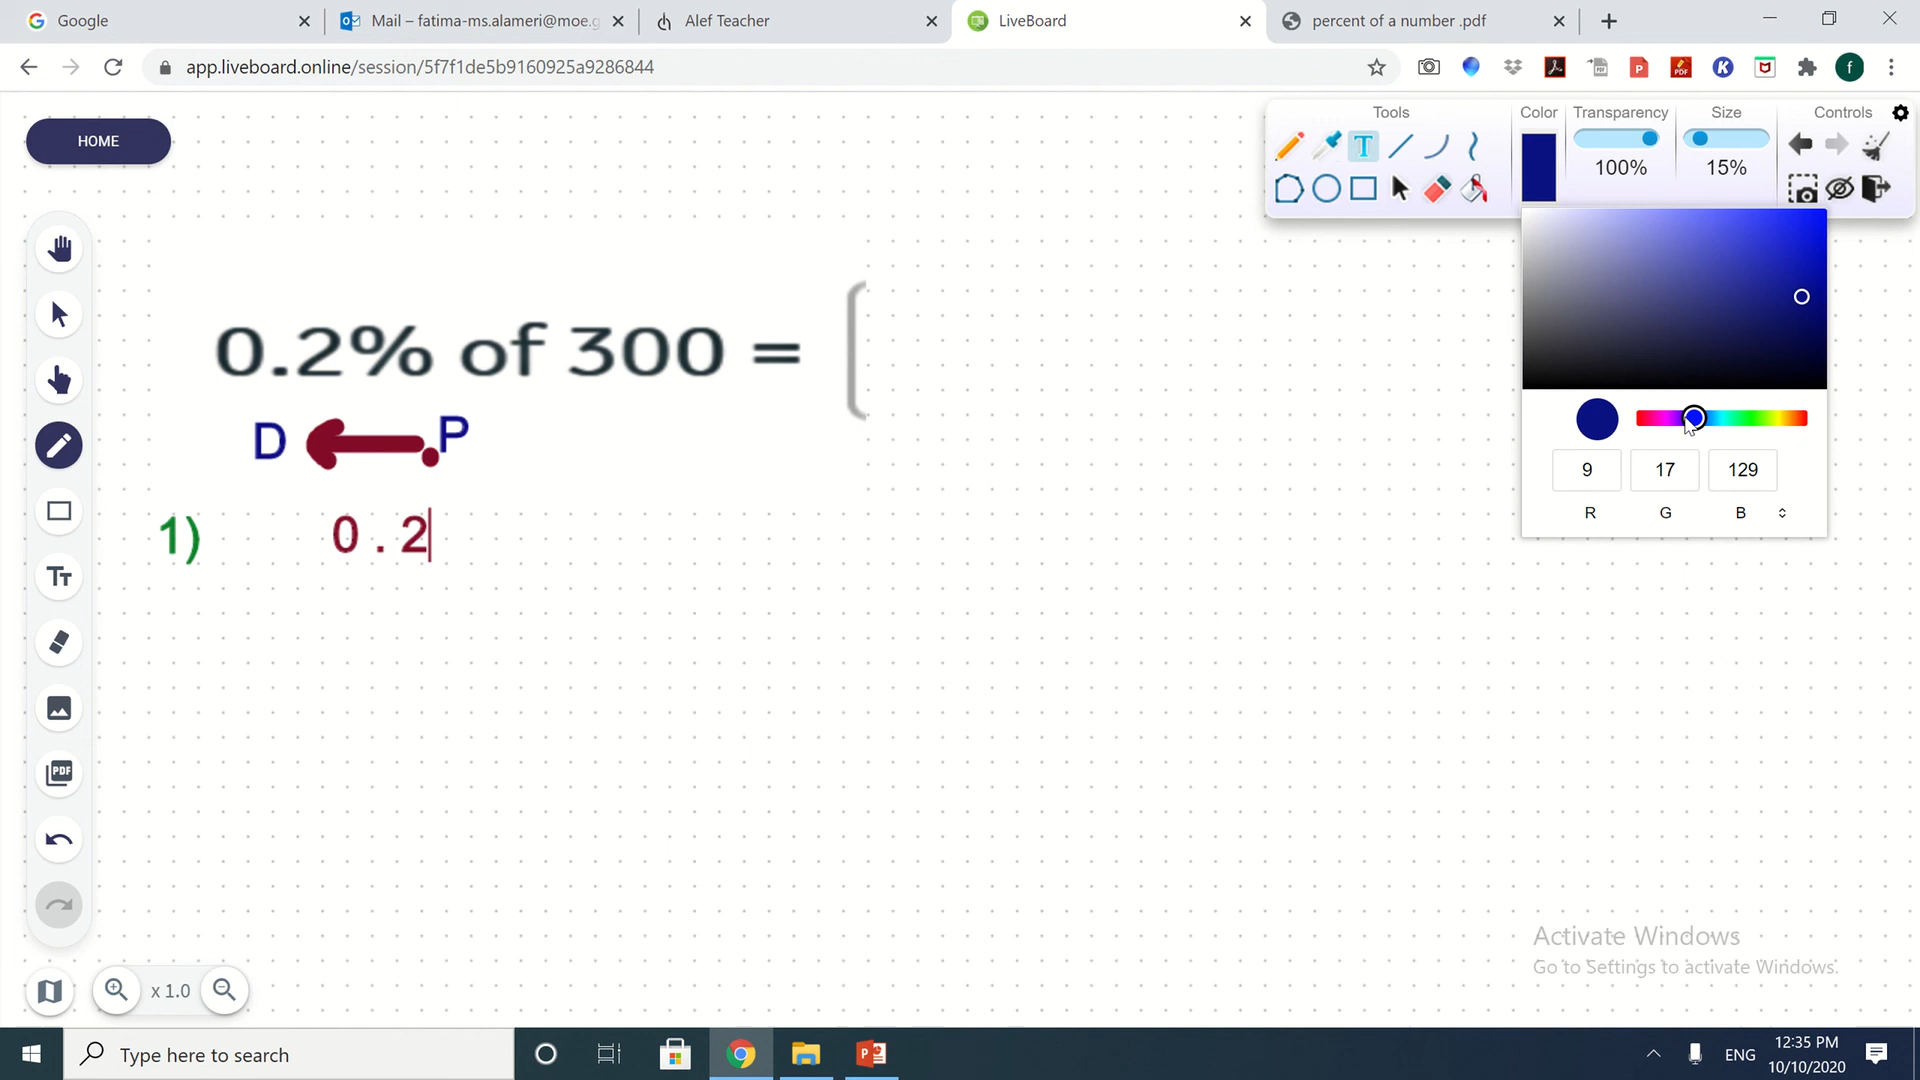 Google
Mail – fatima-ms.alameri@moe.g
Alef Teacher
LiveBoard
percent of a number .pdf
app.liveboard.online/session/5f7f1de5b9160925a9286844
f
HOME
Tools
Color
Transparency
Size
Controls
100%
15%
0.2% of 300 =
D
P
1)
0 . 2
9
17
129
R
G
B
PDF
x 1.0
Activate Windows
Go to Settings to activate Windows.
Type here to search
ENG
12:35 PM
10/10/2020